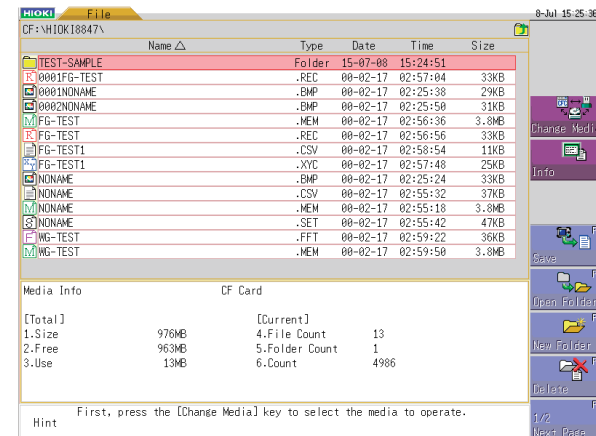 HIOKI File 8-Jul 15:25:36
CF:\HIOKI8847\
Name △ Type Date Time Size
TEST-SAMPLE Folder 15-07-08 15:24:51
R 0001FG-TEST .REC 00-02-17 02:57:04 33KB
0001NONAME .BMP 00-02-17 02:25:38 29KB
0002NONAME .BMP 00-02-17 02:25:50 31KB
M FG-TEST .MEM 00-02-17 02:56:36 3.8MB
R FG-TEST .REC 00-02-17 02:56:56 33KB
FG-TEST1 .CSV 00-02-17 02:58:54 11KB
FG-TEST1 .XYC 00-02-17 02:57:48 25KB
NONAME .BMP 00-02-17 02:25:24 33KB
NONAME .CSV 00-02-17 02:55:32 37KB
M NONAME .MEM 00-02-17 02:55:18 3.8MB
S NONAME .SET 00-02-17 02:55:42 47KB
F WG-TEST .FFT 00-02-17 02:59:22 36KB
M WG-TEST .MEM 00-02-17 02:59:50 3.8MB
Change Medi
Info
Save
Open Folder
New Folder
Delete
1/2
Next Page
Media Info CF Card
[Total] [Current]
1.Size 976MB 4.File Count 13
2.Free 963MB 5.Folder Count 1
3.Use 13MB 6.Count 4986
First, press the [Change Media] key to select the media to operate.
Hint